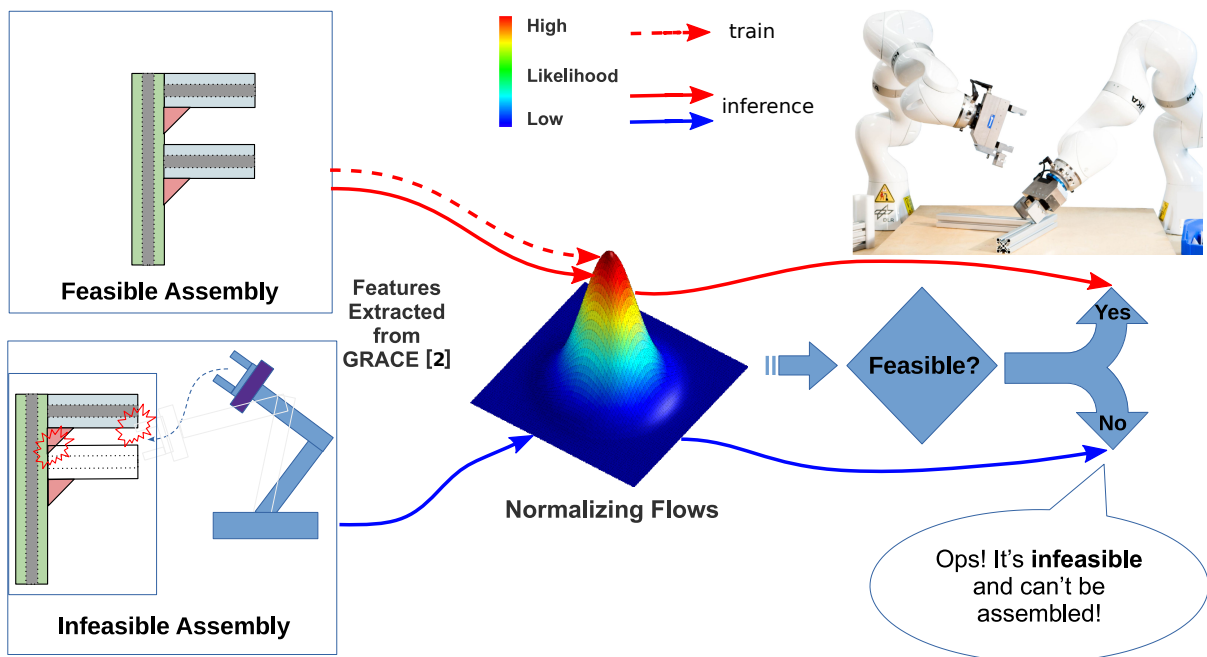 High
Likelihood
Low
train
inference
Feasible Assembly
Features
Extracted
from
GRACE [2]
Infeasible Assembly
Normalizing Flows
Feasible?
Yes
No
Ops! It's infeasible
and can't be
assembled!
DLR